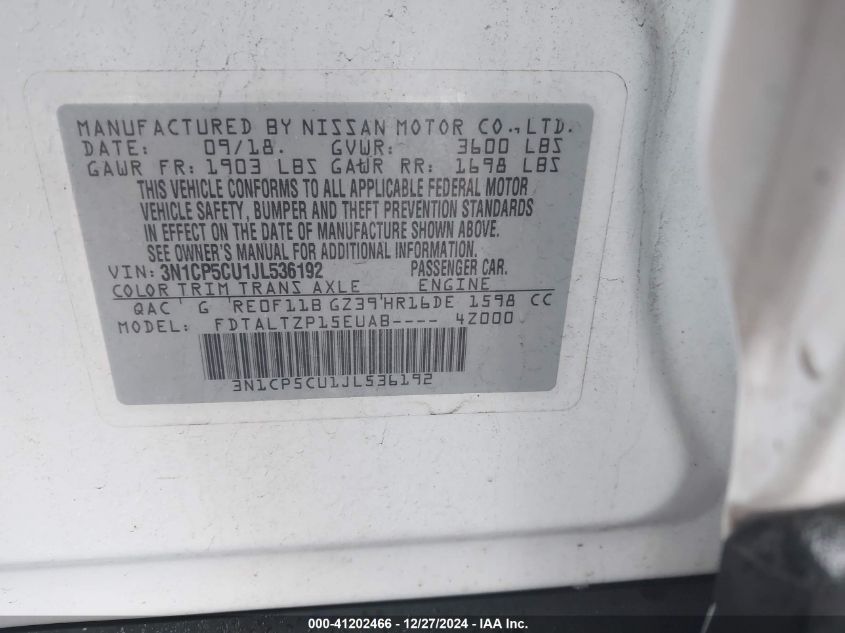 MANUFACTURED BY NISSAN MOTOR CO., LTD.
DATE: 09/18. GVWR: 3600 LBS
GAWR FR: 1903 LBS GAWR RR: 1698 LBS
THIS VEHICLE CONFORMS TO ALL APPLICABLE FEDERAL MOTOR
VEHICLE SAFETY, BUMPER AND THEFT PREVENTION STANDARDS
IN EFFECT ON THE DATE OF MANUFACTURE SHOWN ABOVE.
SEE OWNER'S MANUAL FOR ADDITIONAL INFORMATION.
VIN: 3N1CP5CU1JL536192 PASSENGER CAR.
COLOR TRIM TRANS AXLE ENGINE
QAC G RE0F11B GZ39 HR16DE 1598 CC
MODEL: FDTALTZP15EUAB---- 4Z000
3N1CP5CU1JL536192
000-41202466 - 12/27/2024 - IAA Inc.